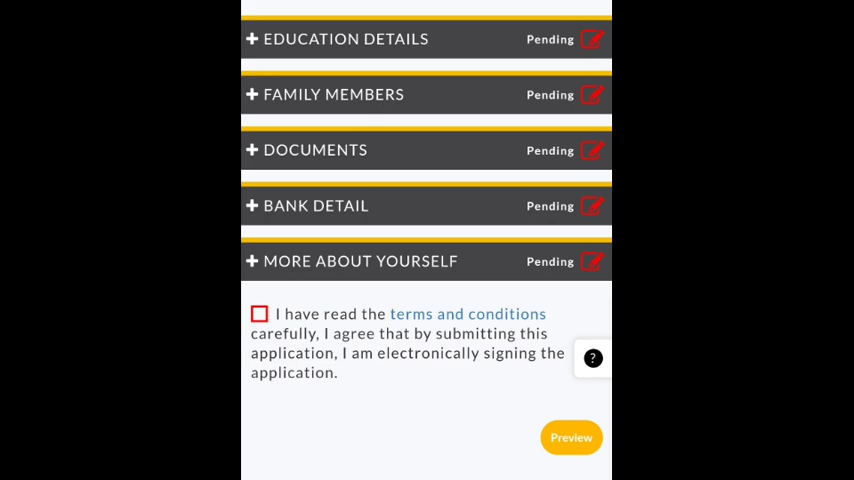 EDUCATION DETAILS Pending
FAMILY MEMBERS Pending
DOCUMENTS Pending
BANK DETAIL Pending
MORE ABOUT YOURSELF Pending
I have read the terms and conditions
carefully, I agree that by submitting this
application, I am electronically signing the
application.
?
Preview